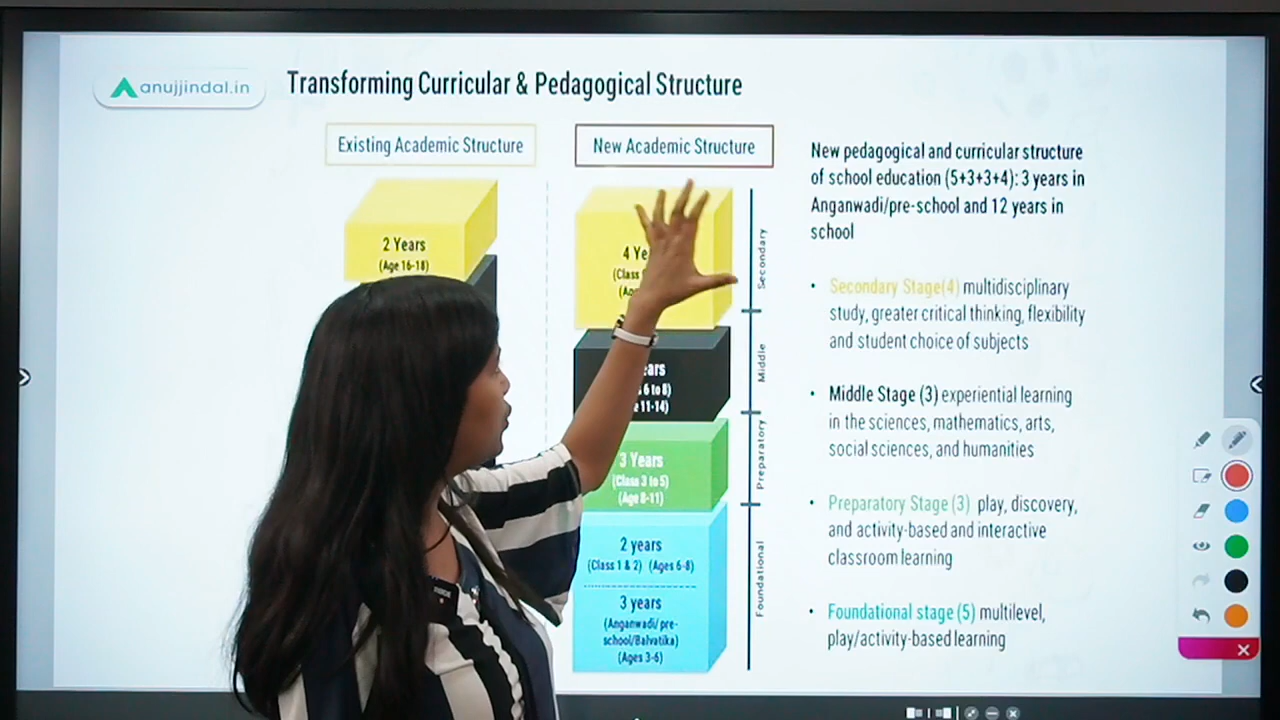 anujjindal.in
Transforming Curricular & Pedagogical Structure
Existing Academic Structure
New Academic Structure
2 Years
(Age 16-18)
4
(Class
3 Years
(Class 3 to 5)
(Age 8-11)
6 to 8)
11-14)
2 years
(Class 1 & 2) (Ages 6-8)
3 years
(Anganwadi/ pre-
school/Balvatika)
(Ages 3-6)
Secondary
Middle
Preparatory
Foundational
New pedagogical and curricular structure
of school education (5+3+3+4): 3 years in
Anganwadi/pre-school and 12 years in
school
• Secondary Stage(4) multidisciplinary
study, greater critical thinking, flexibility
and student choice of subjects
• Middle Stage (3) experiential learning
in the sciences, mathematics, arts,
social sciences, and humanities
• Preparatory Stage (3) play, discovery,
and activity-based and interactive
classroom learning
• Foundational stage (5) multilevel,
play/activity-based learning